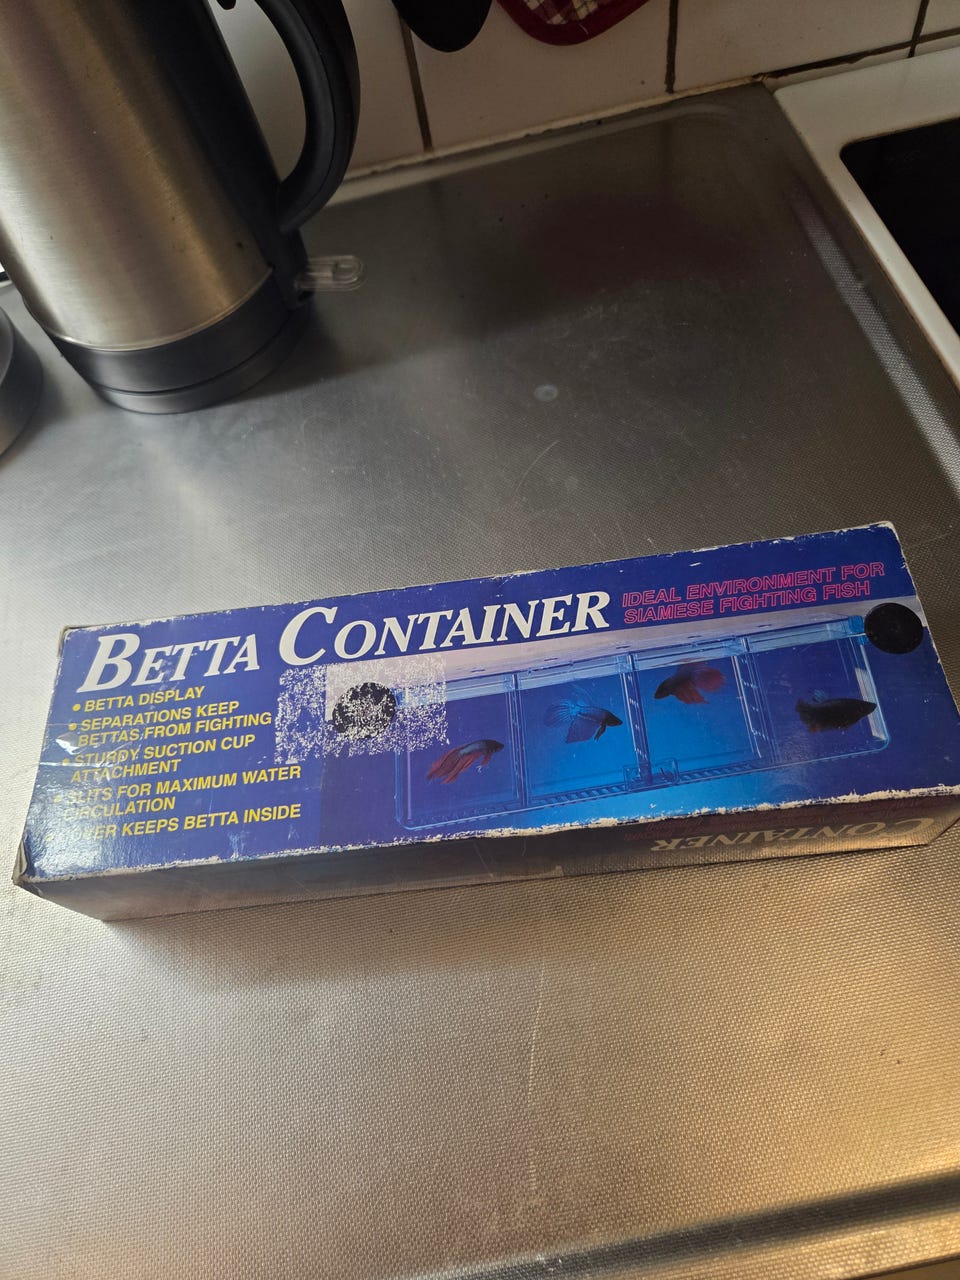 BETTA CONTAINER
IDEAL ENVIRONMENT FOR
SIAMESE FIGHTING FISH
• BETTA DISPLAY
• SEPARATIONS KEEP
BETTAS FROM FIGHTING
• STURDY SUCTION CUP
ATTACHMENT
SLITS FOR MAXIMUM WATER
CIRCULATION
COVER KEEPS BETTA INSIDE
CONTAINER